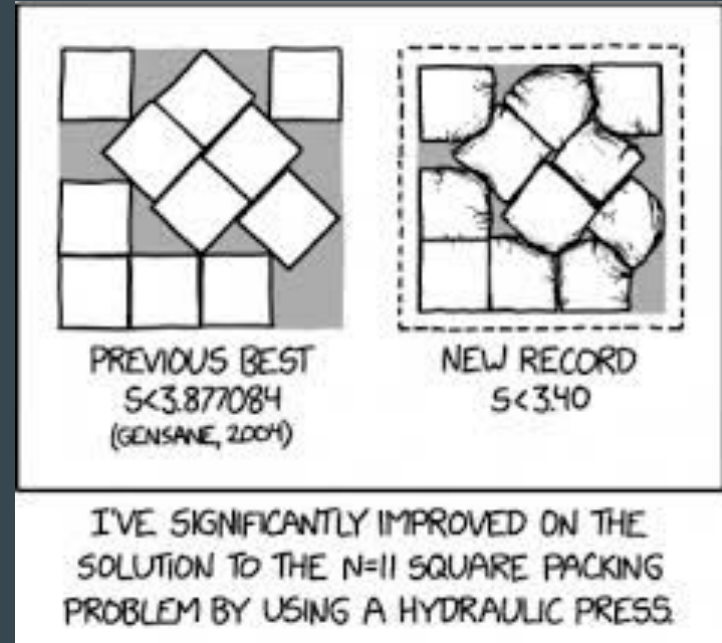 PREVIOUS BEST
S<3.877084
(GENSANE, 2004)
NEW RECORD
S<3.40
I'VE SIGNIFICANTLY IMPROVED ON THE
SOLUTION TO THE N=11 SQUARE PACKING
PROBLEM BY USING A HYDRAULIC PRESS.